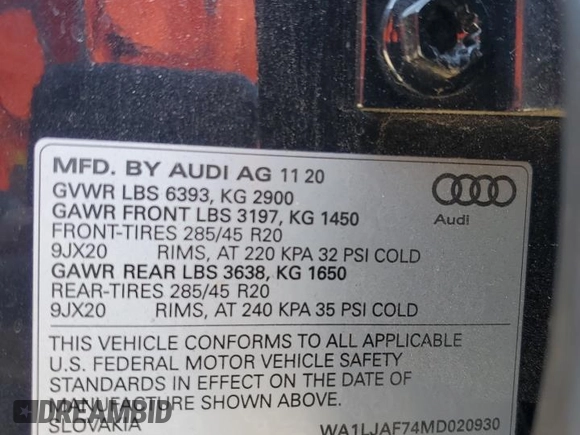 MFD. BY AUDI AG 11 20
GVWR LBS 6393, KG 2900
GAWR FRONT LBS 3197, KG 1450
FRONT-TIRES 285/45 R20
9JX20 RIMS, AT 220 KPA 32 PSI COLD
GAWR REAR LBS 3638, KG 1650
REAR-TIRES 285/45 R20
9JX20 RIMS, AT 240 KPA 35 PSI COLD
Audi
THIS VEHICLE CONFORMS TO ALL APPLICABLE
U.S. FEDERAL MOTOR VEHICLE SAFETY
STANDARDS IN EFFECT ON THE DATE OF
MANUFACTURE SHOWN ABOVE.
SLOVAKIA WA1LJAF74MD020930
DREAMBID